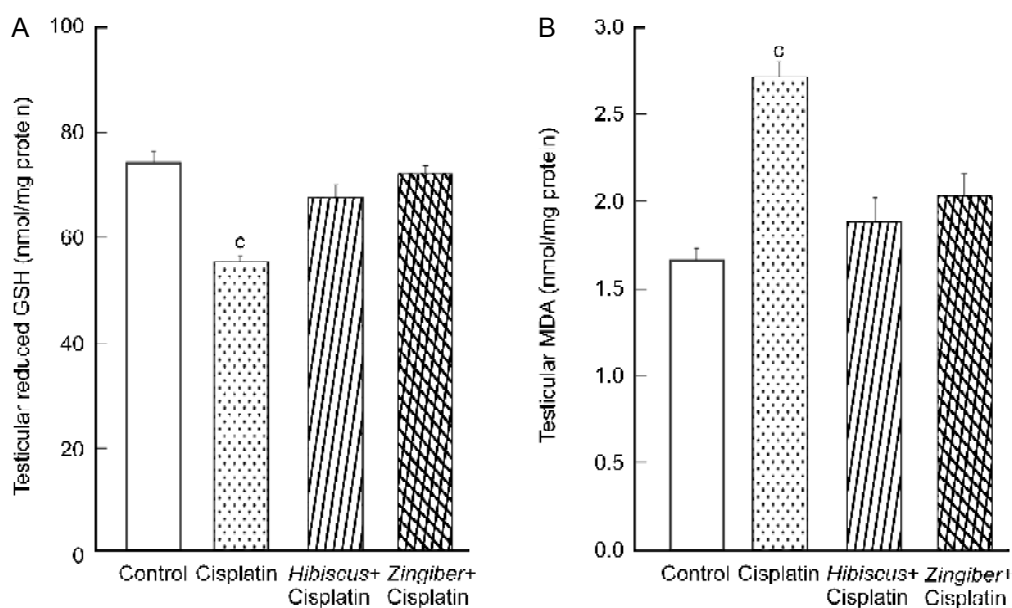 A
Testicular reduced GSH (nmol/mg protein)
100
80
60
40
20
0
c
Control Cisplatin Hibiscus+ Zingiber+
Cisplatin Cisplatin
B
Testicular MDA (nmol/mg protein)
3.0
2.5
2.0
1.5
1.0
0.5
0.0
c
Control Cisplatin Hibiscus+ Zingiber+
Cisplatin Cisplatin